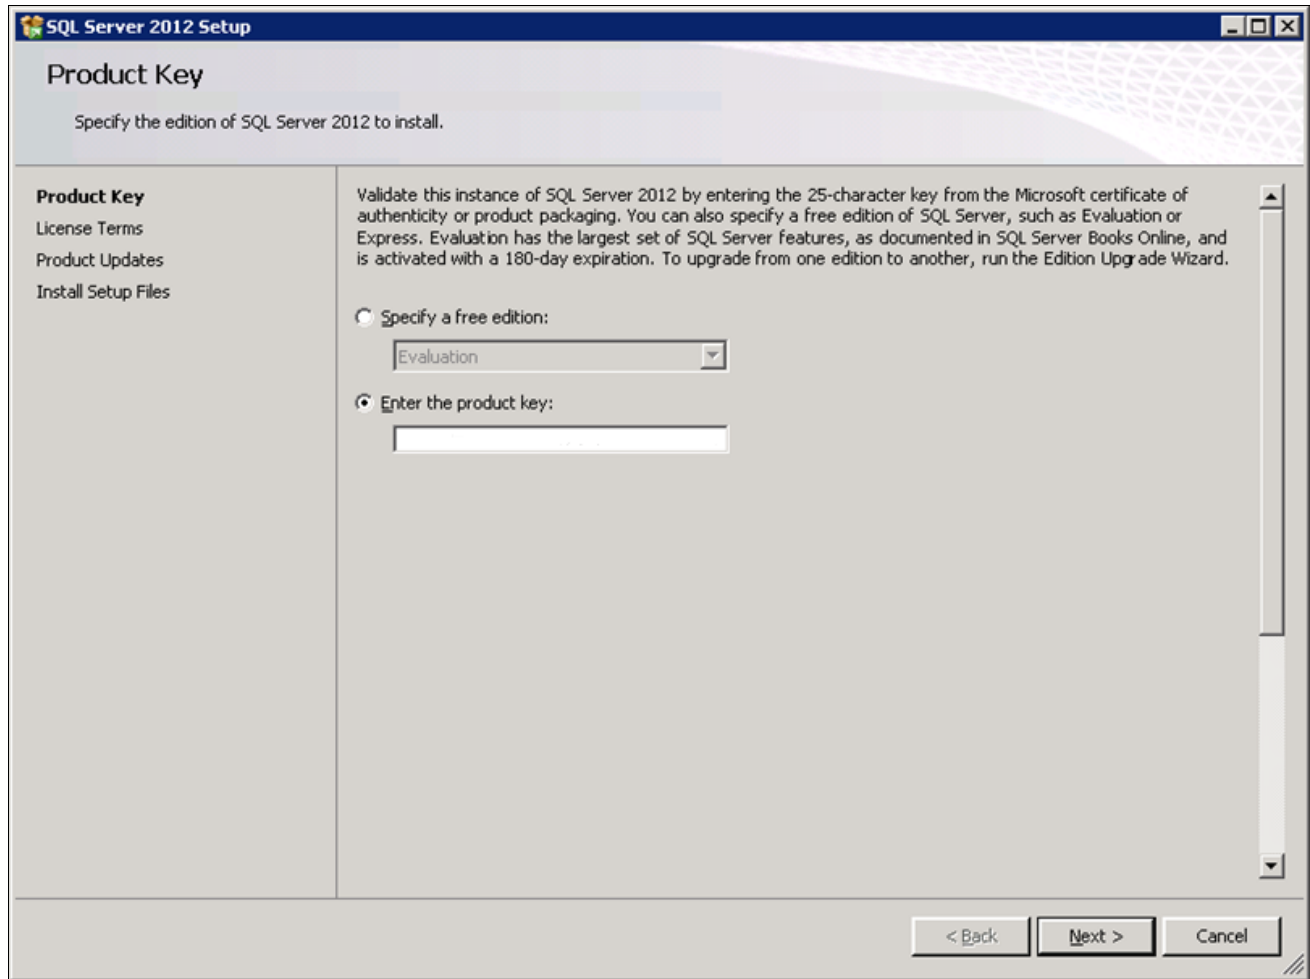 SQL Server 2012 Setup
Product Key
Specify the edition of SQL Server 2012 to install.
Product Key
License Terms
Product Updates
Install Setup Files
Validate this instance of SQL Server 2012 by entering the 25-character key from the Microsoft certificate of
authenticity or product packaging. You can also specify a free edition of SQL Server, such as Evaluation or
Express. Evaluation has the largest set of SQL Server features, as documented in SQL Server Books Online, and
is activated with a 180-day expiration. To upgrade from one edition to another, run the Edition Upgrade Wizard.
Specify a free edition:
Evaluation
Enter the product key:
< Back
Next >
Cancel